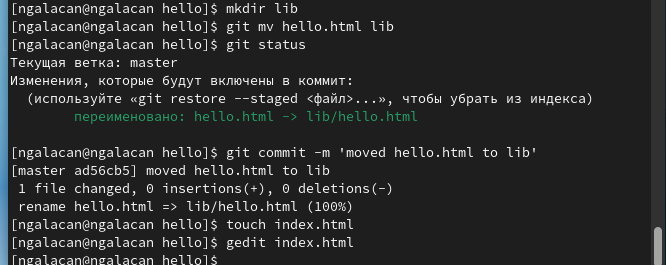 [ngalacan@ngalacan hello]$ mkdir lib
[ngalacan@ngalacan hello]$ git mv hello.html lib
[ngalacan@ngalacan hello]$ git status
Текущая ветка: master
Изменения, которые будут включены в коммит:
  (используйте «git restore --staged <файл>...», чтобы убрать из индекса)
        переименовано: hello.html -> lib/hello.html

[ngalacan@ngalacan hello]$ git commit -m 'moved hello.html to lib'
[master ad56cb5] moved hello.html to lib
 1 file changed, 0 insertions(+), 0 deletions(-)
 rename hello.html => lib/hello.html (100%)
[ngalacan@ngalacan hello]$ touch index.html
[ngalacan@ngalacan hello]$ gedit index.html
[ngalacan@ngalacan hello]$